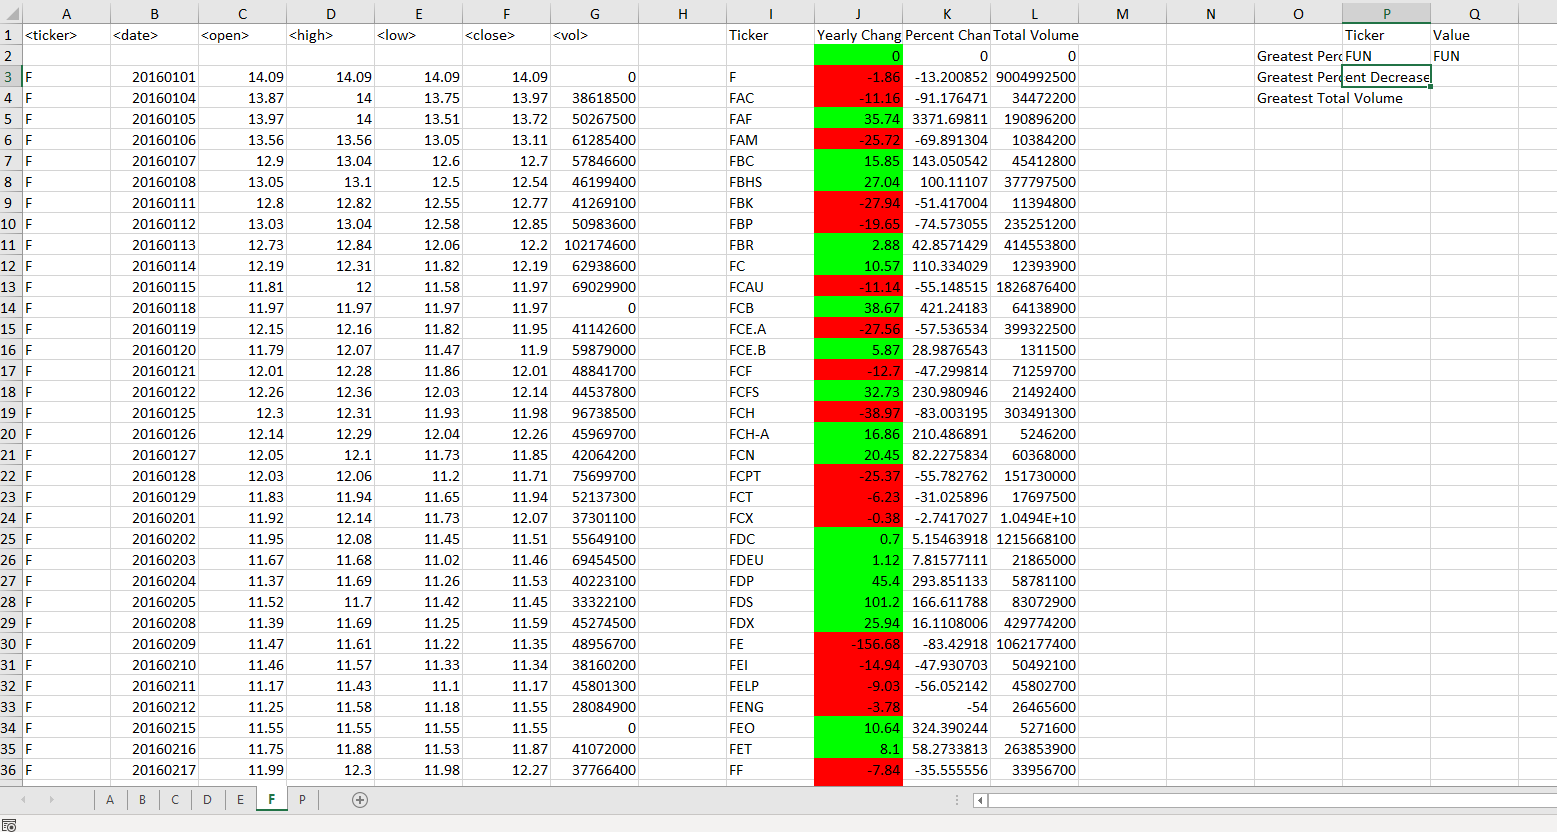 A B C D E F G H I J K L M N O P Q
1 <ticker> <date> <open> <high> <low> <close> <vol> Ticker Yearly Chang Percent Chan Total Volume Ticker Value
2 0 0 0 Greatest Perc FUN FUN
3 F 20160101 14.09 14.09 14.09 14.09 0 F -1.86 -13.200852 9004992500 Greatest Percent Decrease
4 F 20160104 13.87 14 13.75 13.97 38618500 FAC -11.16 -91.176471 34472200 Greatest Total Volume
5 F 20160105 13.97 14 13.51 13.72 50267500 FAF 35.74 3371.69811 190896200
6 F 20160106 13.56 13.56 13.05 13.11 61285400 FAM -25.72 -69.891304 10384200
7 F 20160107 12.9 13.04 12.6 12.7 57846600 FBC 15.85 143.050542 45412800
8 F 20160108 13.05 13.1 12.5 12.54 46199400 FBHS 27.04 100.11107 377797500
9 F 20160111 12.8 12.82 12.55 12.77 41269100 FBK -27.94 -51.417004 11394800
10 F 20160112 13.03 13.04 12.58 12.85 50983600 FBP -19.65 -74.573055 235251200
11 F 20160113 12.73 12.84 12.06 12.2 102174600 FBR 2.88 42.8571429 414553800
12 F 20160114 12.19 12.31 11.82 12.19 62938600 FC 10.57 110.334029 12393900
13 F 20160115 11.81 12 11.58 11.97 69029900 FCAU -11.14 -55.148515 1826876400
14 F 20160118 11.97 11.97 11.97 11.97 0 FCB 38.67 421.24183 64138900
15 F 20160119 12.15 12.16 11.82 11.95 41142600 FCE.A -27.56 -57.536534 399322500
16 F 20160120 11.79 12.07 11.47 11.9 59879000 FCE.B 5.87 28.9876543 1311500
17 F 20160121 12.01 12.28 11.86 12.01 48841700 FCF -12.7 -47.299814 71259700
18 F 20160122 12.26 12.36 12.03 12.14 44537800 FCFS 32.73 230.980946 21492400
19 F 20160125 12.3 12.31 11.93 11.98 96738500 FCH -38.97 -83.003195 303491300
20 F 20160126 12.14 12.29 12.04 12.26 45969700 FCH-A 16.86 210.486891 5246200
21 F 20160127 12.05 12.1 11.73 11.85 42064200 FCN 20.45 82.2275834 60368000
22 F 20160128 12.03 12.06 11.2 11.71 75699700 FCPT -25.37 -55.782762 151730000
23 F 20160129 11.83 11.94 11.65 11.94 52137300 FCT -6.23 -31.025896 17697500
24 F 20160201 11.92 12.14 11.73 12.07 37301100 FCX -0.38 -2.7417027 1.0494E+10
25 F 20160202 11.95 12.08 11.45 11.51 55649100 FDC 0.7 5.15463918 1215668100
26 F 20160203 11.67 11.68 11.02 11.46 69454500 FDEU 1.12 7.81577111 21865000
27 F 20160204 11.37 11.69 11.26 11.53 40223100 FDP 45.4 293.851133 58781100
28 F 20160205 11.52 11.7 11.42 11.45 33322100 FDS 101.2 166.611788 83072900
29 F 20160208 11.39 11.69 11.25 11.59 45274500 FDX 25.94 16.1108006 429774200
30 F 20160209 11.47 11.61 11.22 11.35 48956700 FE -156.68 -83.42918 1062177400
31 F 20160210 11.46 11.57 11.33 11.34 38160200 FEI -14.94 -47.930703 50492100
32 F 20160211 11.17 11.43 11.1 11.17 45801300 FELP -9.03 -56.052142 45802700
33 F 20160212 11.25 11.58 11.18 11.55 28084900 FENG -3.78 -54 26465600
34 F 20160215 11.55 11.55 11.55 11.55 0 FEO 10.64 324.390244 5271600
35 F 20160216 11.75 11.88 11.53 11.87 41072000 FET 8.1 58.2733813 263853900
36 F 20160217 11.99 12.3 11.98 12.27 37766400 FF -7.84 -35.555556 33956700
A B C D E F P